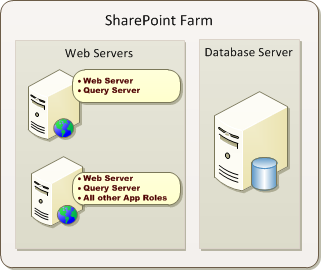 SharePoint Farm
Web Servers
Database Server
• Web Server
• Query Server
• Web Server
• Query Server
• All other App Roles